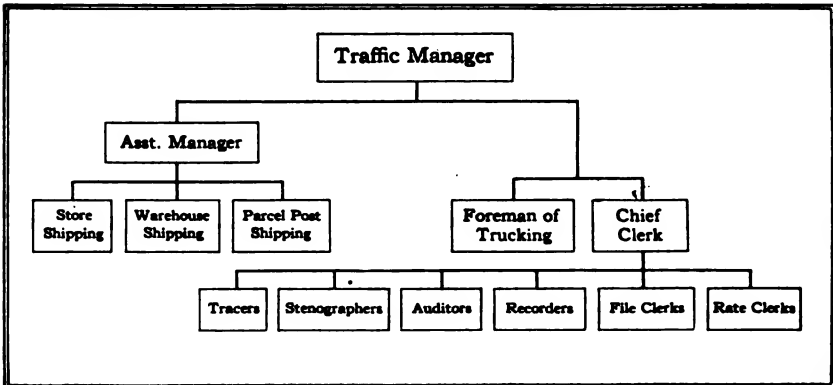 Traffic Manager
Asst. Manager
Store
Shipping
Warehouse
Shipping
Parcel Post
Shipping
Foreman of
Trucking
Chief
Clerk
Tracers
Stenographers
Auditors
Recorders
File Clerks
Rate Clerks